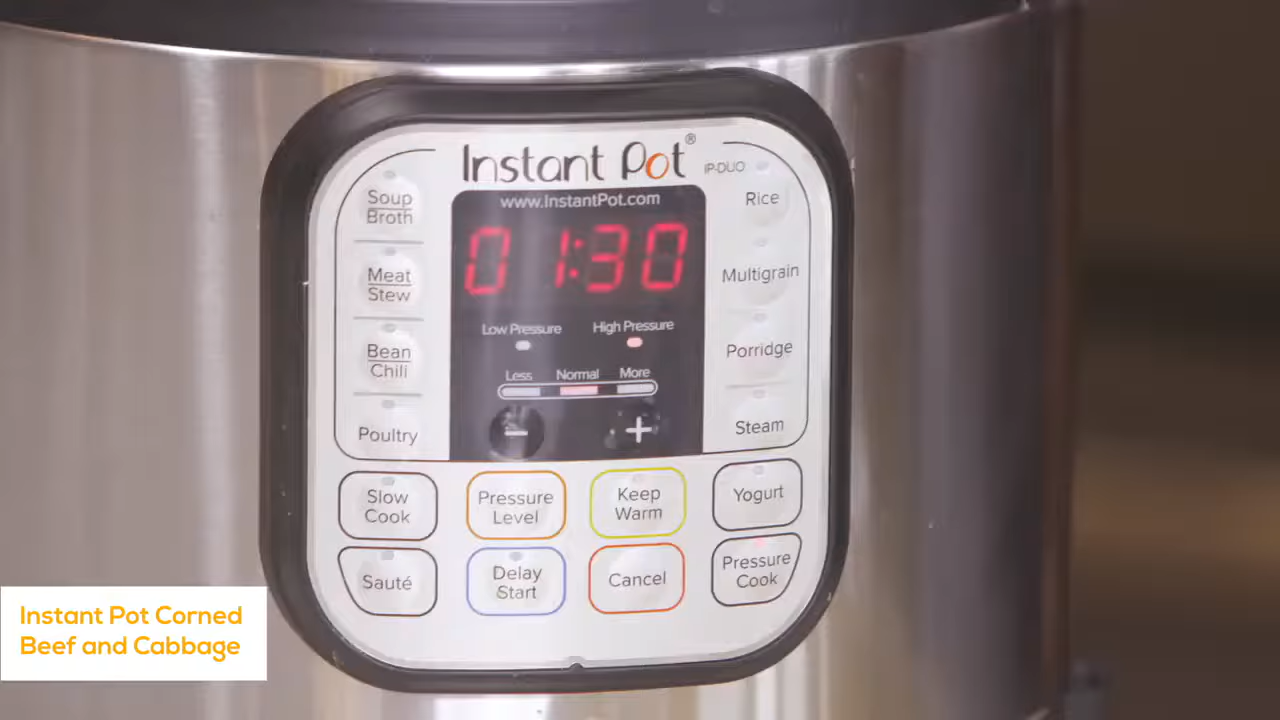 Instant Pot®
IP-DUO
www.InstantPot.com
01:30
Low Pressure
High Pressure
Less
Normal
More
−
+
Soup
Broth
Meat
Stew
Bean
Chili
Poultry
Rice
Multigrain
Porridge
Steam
Slow
Cook
Pressure
Level
Keep
Warm
Yogurt
Sauté
Delay
Start
Cancel
Pressure
Cook
Instant Pot Corned
Beef and Cabbage